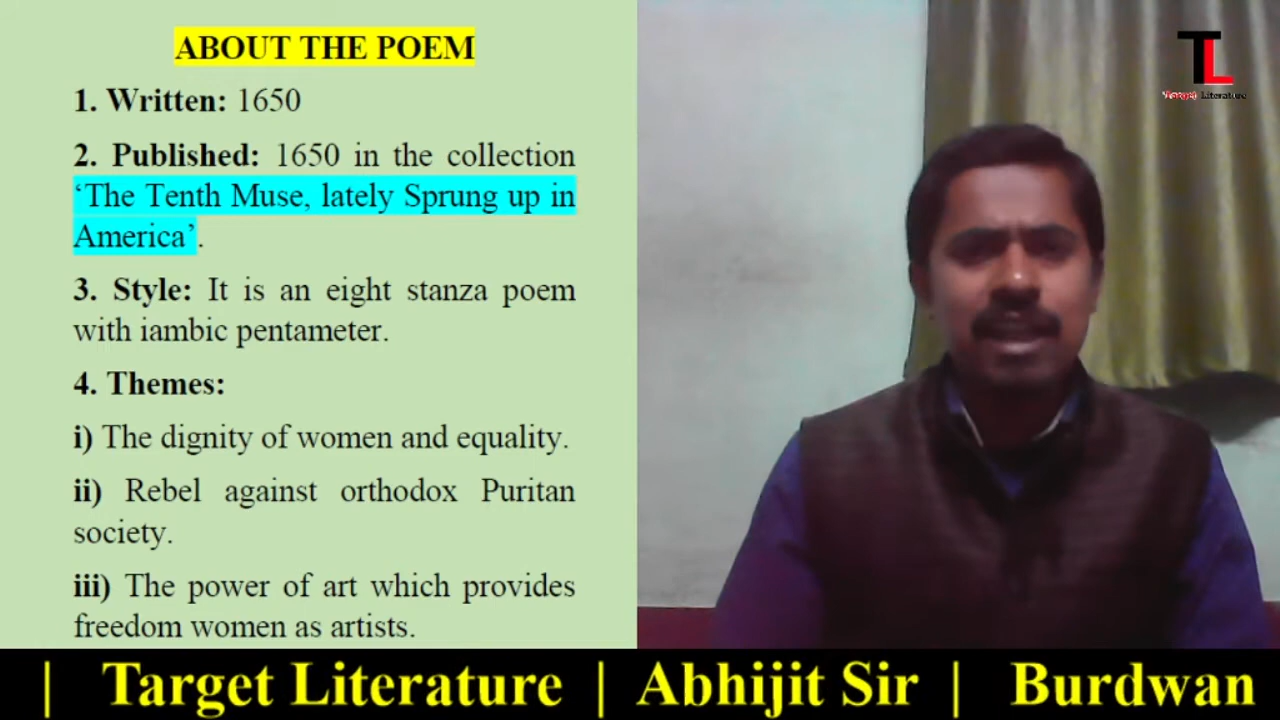 ABOUT THE POEM
1. Written: 1650
2. Published: 1650 in the collection
‘The Tenth Muse, lately Sprung up in
America’.
3. Style: It is an eight stanza poem
with iambic pentameter.
4. Themes:
i) The dignity of women and equality.
ii) Rebel against orthodox Puritan
society.
iii) The power of art which provides
freedom women as artists.
TL
Target Literature
| Target Literature | Abhijit Sir | Burdwan